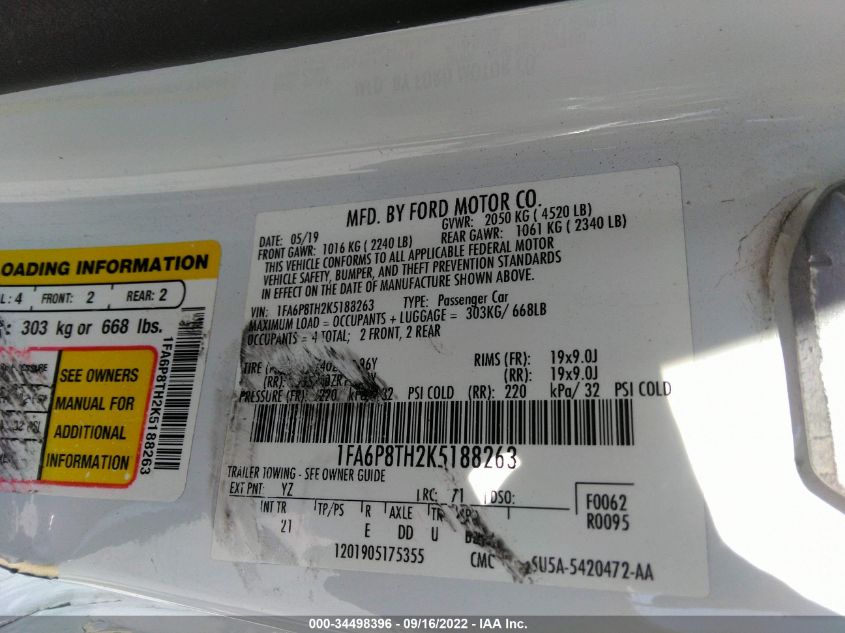 MFD. BY FORD MOTOR CO.
DATE: 05/19 GVWR: 2050 KG ( 4520 LB)
FRONT GAWR: 1016 KG ( 2240 LB) REAR GAWR: 1061 KG ( 2340 LB)
THIS VEHICLE CONFORMS TO ALL APPLICABLE FEDERAL MOTOR
VEHICLE SAFETY, BUMPER, AND THEFT PREVENTION STANDARDS
IN EFFECT ON THE DATE OF MANUFACTURE SHOWN ABOVE.
VIN: 1FA6P8TH2K5188263 TYPE: Passenger Car
MAXIMUM LOAD = OCCUPANTS + LUGGAGE = 303KG/ 668LB
OCCUPANTS = 4 TOTAL; 2 FRONT, 2 REAR
TIRE 96Y RIMS (FR): 19x9.0J
(RR): (RR): 19x9.0J
PRESSURE (FR): 220 kPa/ 32 PSI COLD (RR): 220 kPa/ 32 PSI COLD
1FA6P8TH2K5188263
TRAILER TOWING - SEE OWNER GUIDE
EXT PNT: YZ RC: 71 DSO: F0062
R0095
INT TR TP/PS R AXLE TR
21 E DD U
1201905175355 CMC 5U5A-5420472-AA
LOADING INFORMATION
4 FRONT: 2 REAR: 2
303 kg or 668 lbs.
SEE OWNERS
MANUAL FOR
ADDITIONAL
INFORMATION
1FA6P8TH2K5188263
000-34498396 - 09/16/2022 - IAA Inc.